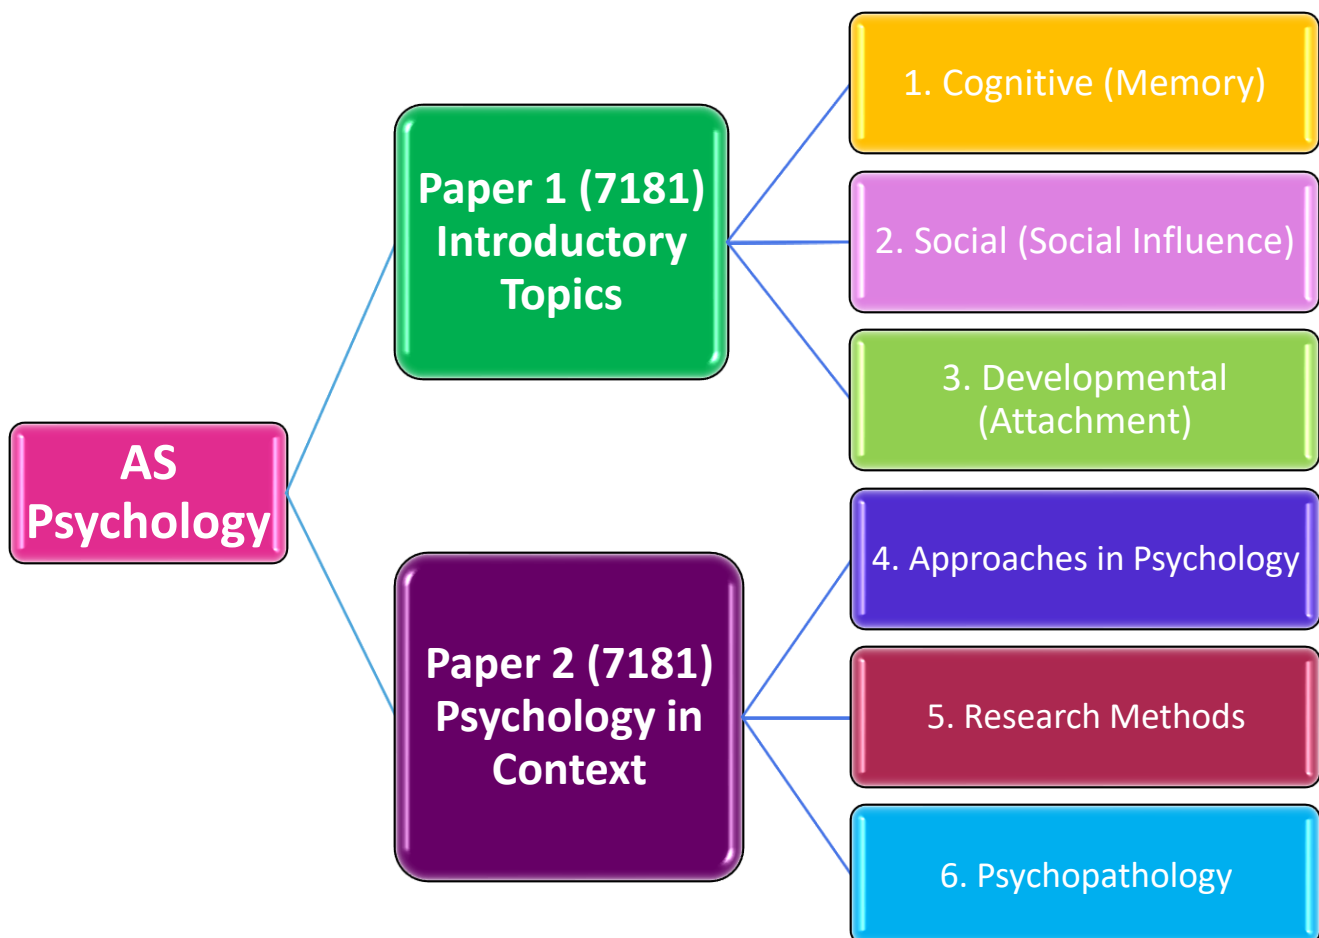 AS
Psychology
Paper 1 (7181)
Introductory
Topics
1. Cognitive (Memory)
2. Social (Social Influence)
3. Developmental
(Attachment)
Paper 2 (7181)
Psychology in
Context
4. Approaches in Psychology
5. Research Methods
6. Psychopathology